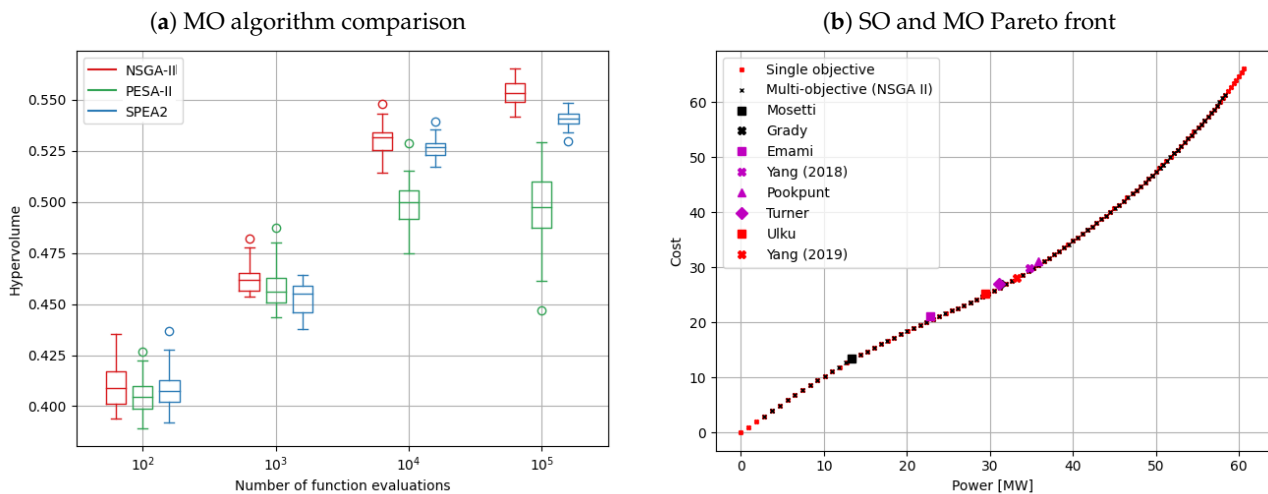 (a) MO algorithm comparison
NSGA-II
PESA-II
SPEA2
Hypervolume
0.550
0.525
0.500
0.475
0.450
0.425
0.400
10²
10³
10⁴
10⁵
Number of function evaluations
(b) SO and MO Pareto front
Single objective
Multi-objective (NSGA II)
Mosetti
Grady
Emami
Yang (2018)
Pookpunt
Turner
Ulku
Yang (2019)
Cost
60
50
40
30
20
10
0
0
10
20
30
40
50
60
Power [MW]